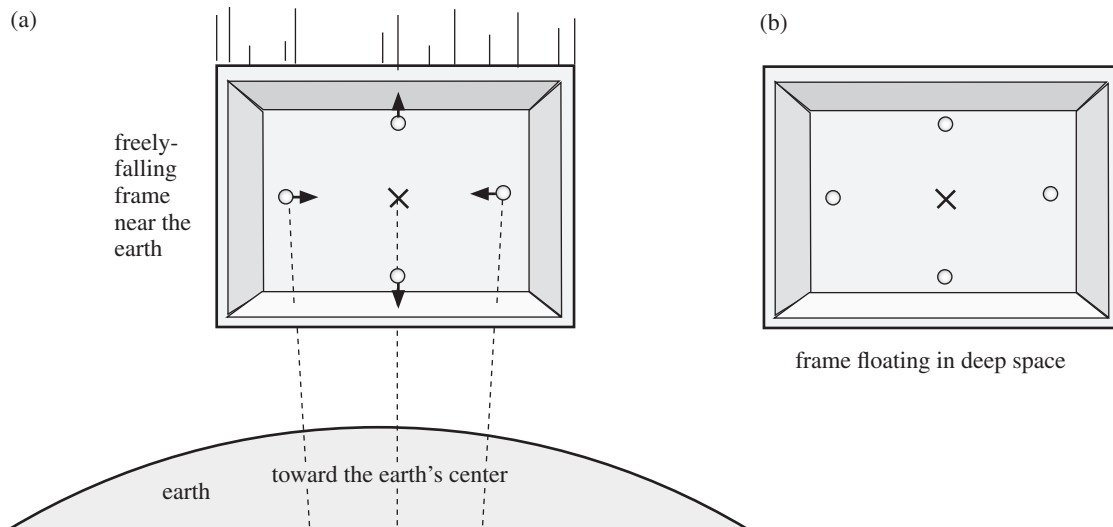 (a)
(b)
freely-
falling
frame
near the
earth
frame floating in deep space
toward the earth's center
earth